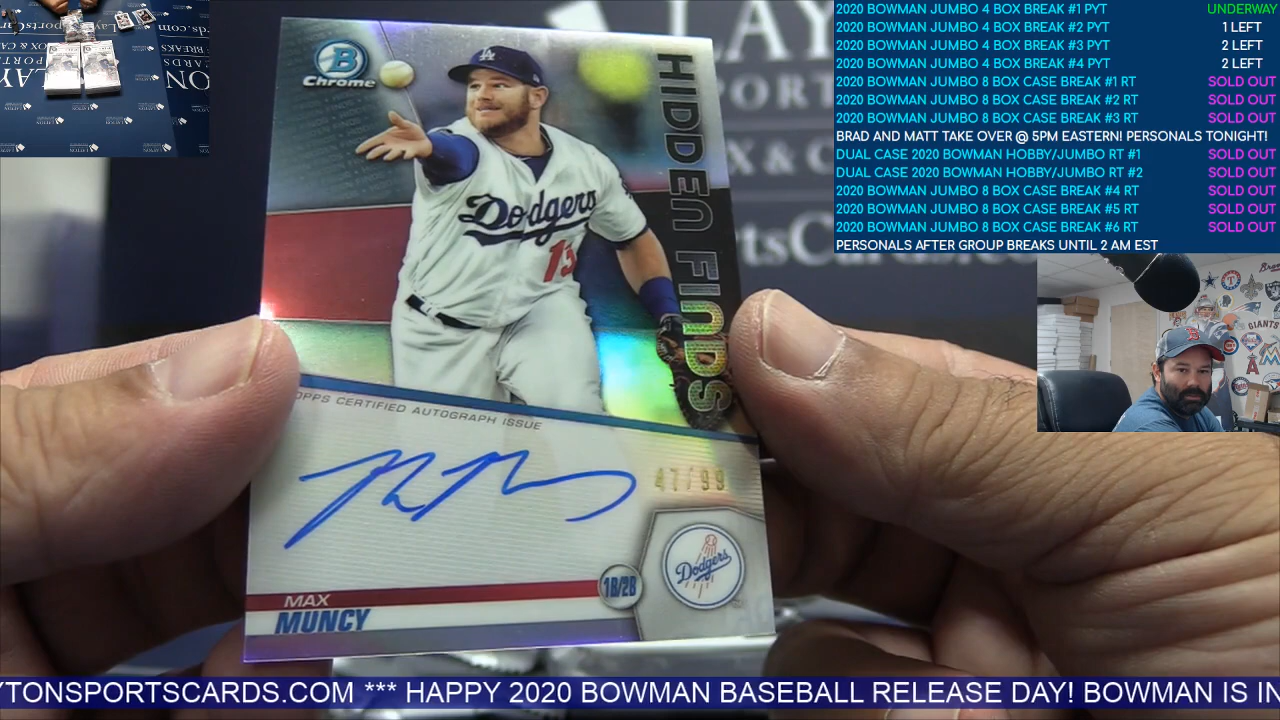 2020 BOWMAN JUMBO 4 BOX BREAK #1 PYT UNDERWAY
2020 BOWMAN JUMBO 4 BOX BREAK #2 PYT 1 LEFT
2020 BOWMAN JUMBO 4 BOX BREAK #3 PYT 2 LEFT
2020 BOWMAN JUMBO 4 BOX BREAK #4 PYT 2 LEFT
2020 BOWMAN JUMBO 8 BOX CASE BREAK #1 RT SOLD OUT
2020 BOWMAN JUMBO 8 BOX CASE BREAK #2 RT SOLD OUT
2020 BOWMAN JUMBO 8 BOX CASE BREAK #3 RT SOLD OUT
BRAD AND MATT TAKE OVER @ 5PM EASTERN! PERSONALS TONIGHT!
DUAL CASE 2020 BOWMAN HOBBY/JUMBO RT #1 SOLD OUT
DUAL CASE 2020 BOWMAN HOBBY/JUMBO RT #2 SOLD OUT
2020 BOWMAN JUMBO 8 BOX CASE BREAK #4 RT SOLD OUT
2020 BOWMAN JUMBO 8 BOX CASE BREAK #5 RT SOLD OUT
2020 BOWMAN JUMBO 8 BOX CASE BREAK #6 RT SOLD OUT
PERSONALS AFTER GROUP BREAKS UNTIL 2 AM EST
B
Chrome
HIDDEN FINDS
LA
Dodgers
13
OPPS CERTIFIED AUTOGRAPH ISSUE
47/99
Dodgers
1B/2B
MAX
MUNCY
GIANTS
YTONSPORTSCARDS.COM *** HAPPY 2020 BOWMAN BASEBALL RELEASE DAY! BOWMAN IS IN